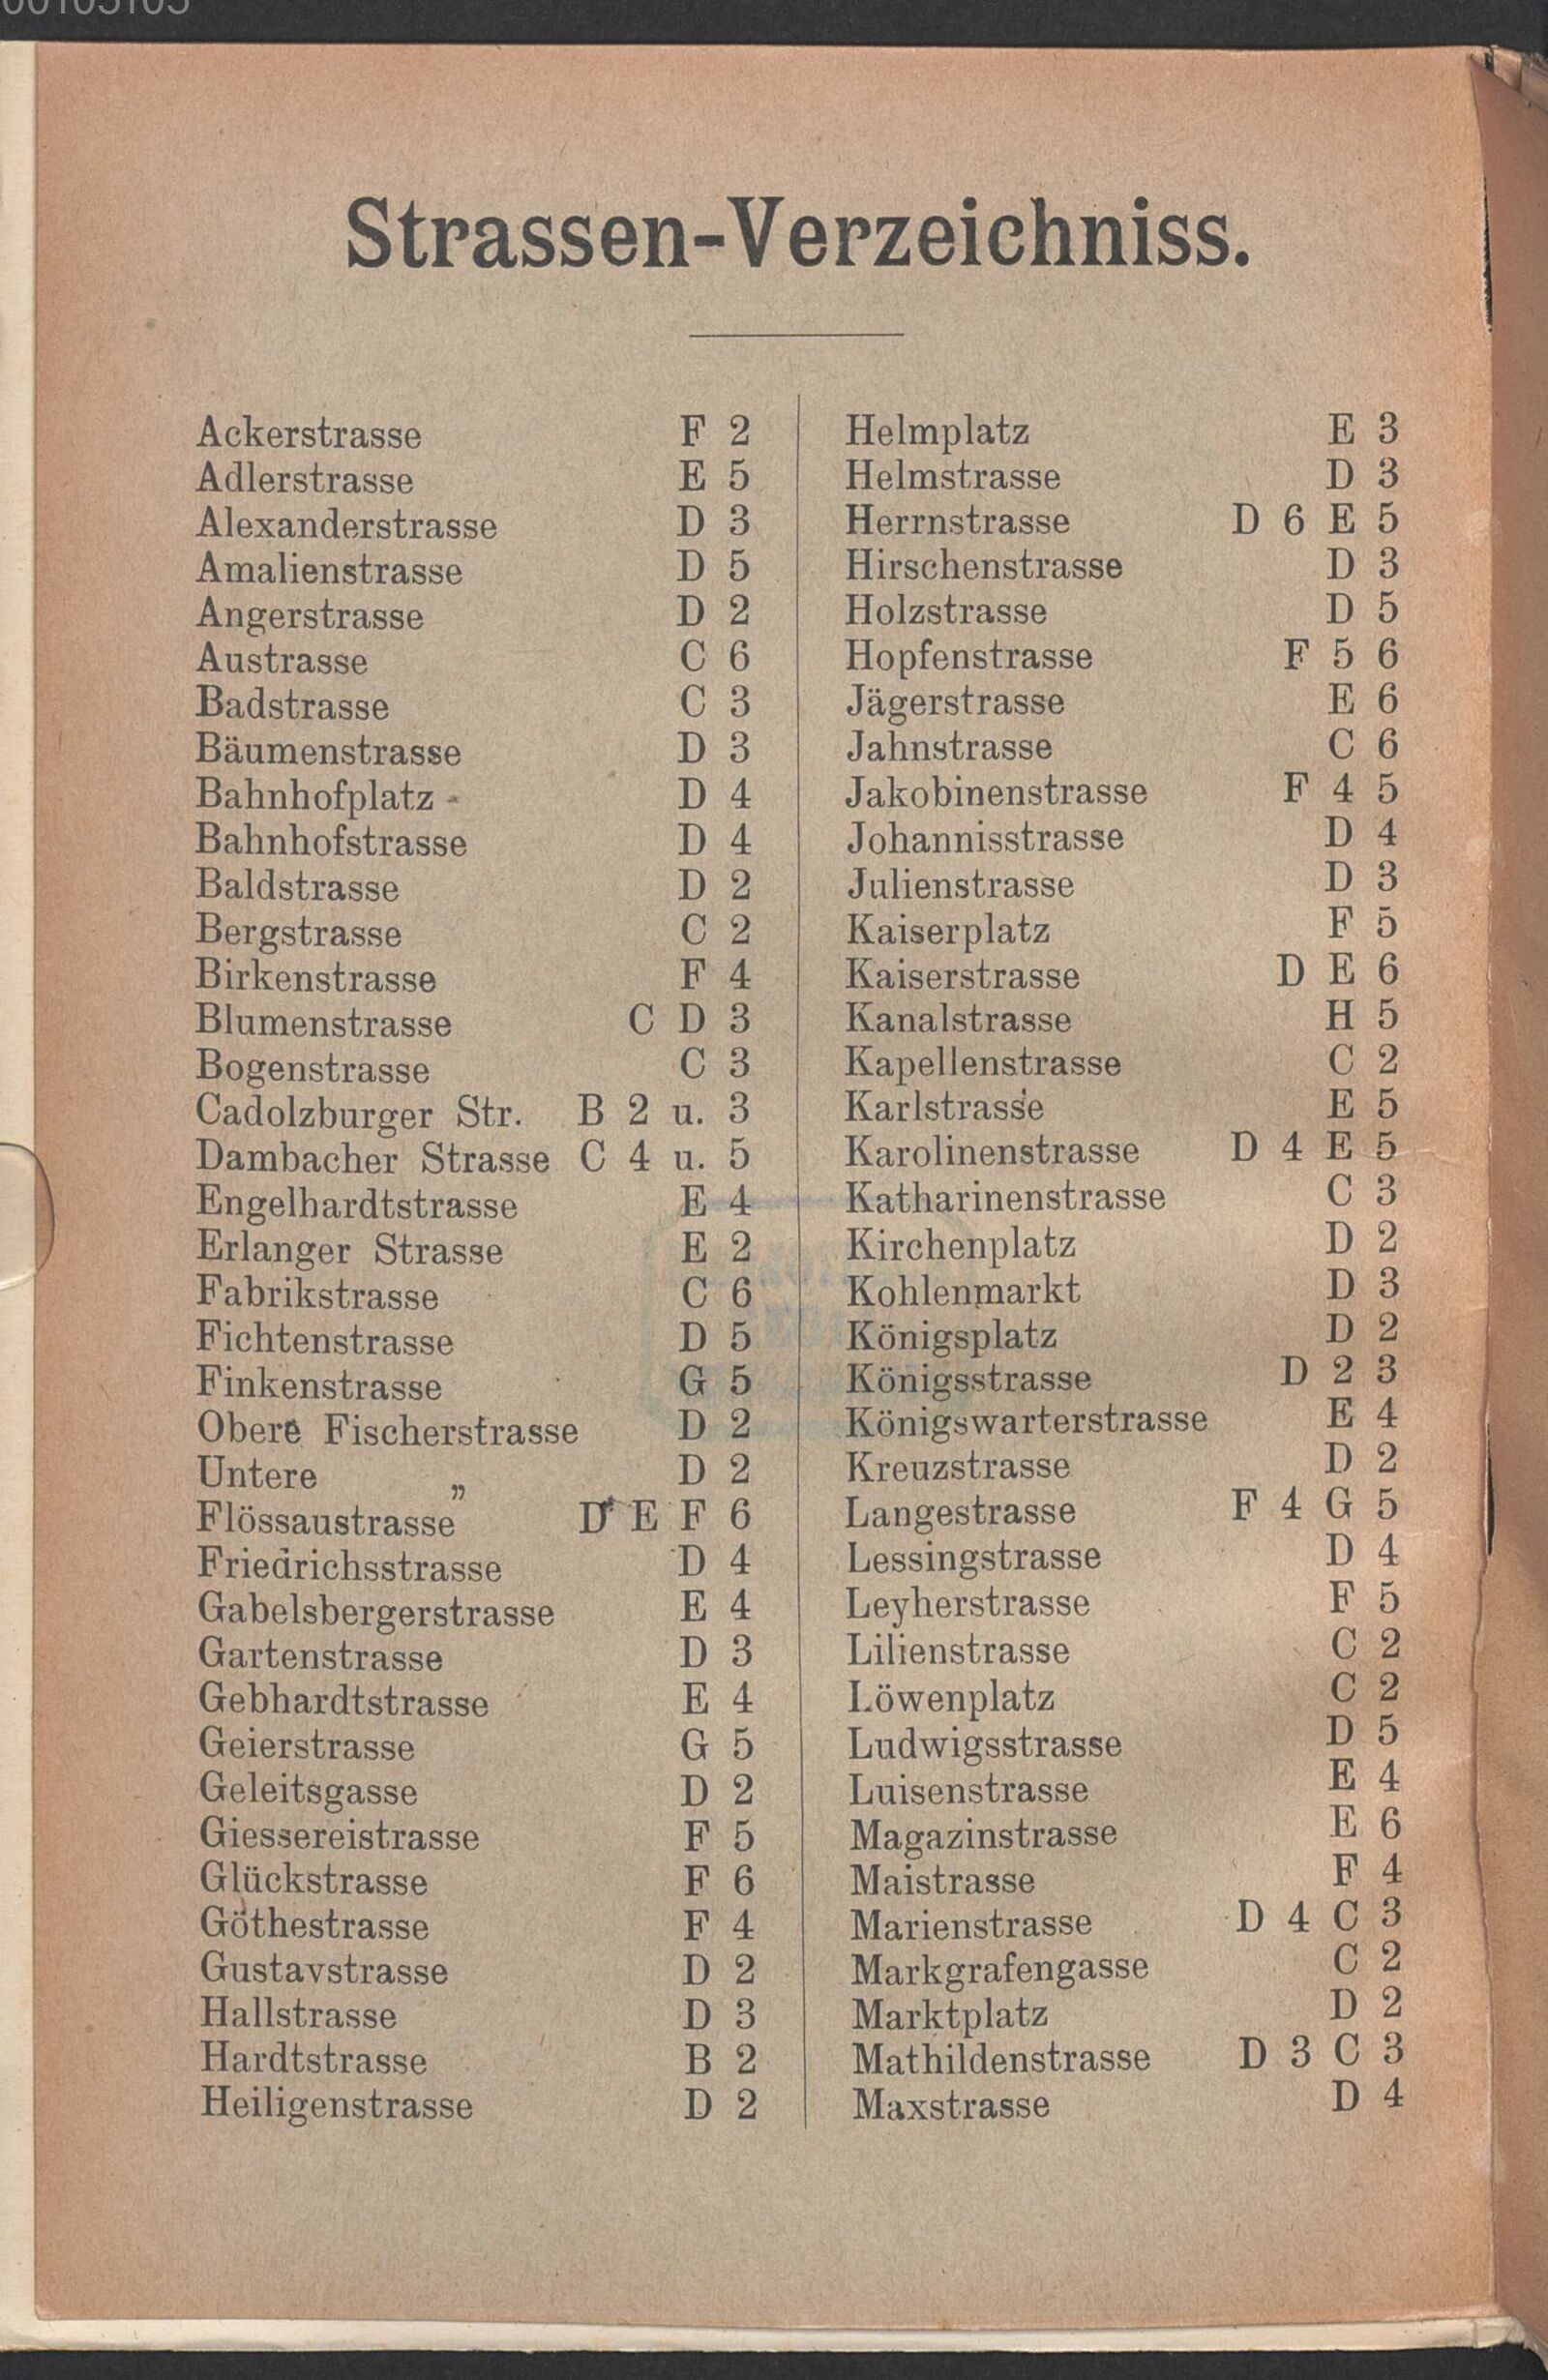 Strassen-Verzeichniss.
Ackerstrasse F 2
Adlerstrasse E 5
Alexanderstrasse D 3
Amalienstrasse D 5
Angerstrasse D 2
Austrasse C 6
Badstrasse C 3
Bäumenstrasse D 3
Bahnhofplatz D 4
Bahnhofstrasse D 4
Baldstrasse D 2
Bergstrasse C 2
Birkenstrasse F 4
Blumenstrasse C D 3
Bogenstrasse C 3
Cadolzburger Str. B 2 u. 3
Dambacher Strasse C 4 u. 5
Engelhardtstrasse E 4
Erlanger Strasse E 2
Fabrikstrasse C 6
Fichtenstrasse D 5
Finkenstrasse G 5
Obere Fischerstrasse D 2
Untere „ D 2
Flössaustrasse D E F 6
Friedrichsstrasse D 4
Gabelsbergerstrasse E 4
Gartenstrasse D 3
Gebhardtstrasse E 4
Geierstrasse G 5
Geleitsgasse D 2
Giessereistrasse F 5
Glückstrasse F 6
Göthestrasse F 4
Gustavstrasse D 2
Hallstrasse D 3
Hardtstrasse B 2
Heiligenstrasse D 2
Helmplatz E 3
Helmstrasse D 3
Herrnstrasse D 6 E 5
Hirschenstrasse D 3
Holzstrasse D 5
Hopfenstrasse F 5 6
Jägerstrasse E 6
Jahnstrasse C 6
Jakobinenstrasse F 4 5
Johannisstrasse D 4
Julienstrasse D 3
Kaiserplatz F 5
Kaiserstrasse D E 6
Kanalstrasse H 5
Kapellenstrasse C 2
Karlstrasse E 5
Karolinenstrasse D 4 E 5
Katharinenstrasse C 3
Kirchenplatz D 2
Kohlenmarkt D 3
Königsplatz D 2
Königsstrasse D 2 3
Königswarterstrasse E 4
Kreuzstrasse D 2
Langestrasse F 4 G 5
Lessingstrasse D 4
Leyherstrasse F 5
Lilienstrasse C 2
Löwenplatz C 2
Ludwigsstrasse D 5
Luisenstrasse E 4
Magazinstrasse E 6
Maistrasse F 4
Marienstrasse D 4 C 3
Markgrafengasse C 2
Marktplatz D 2
Mathildenstrasse D 3 C 3
Maxstrasse D 4